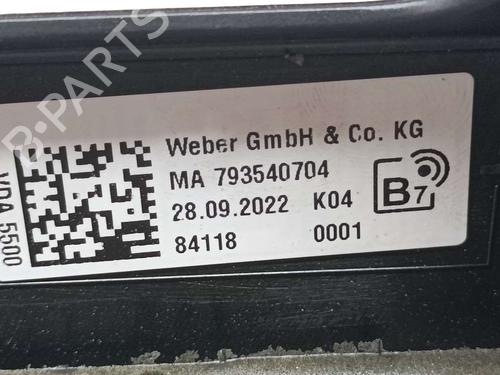 Weber GmbH & Co. KG
MA 793540704
28.09.2022 K04
84118 0001
B7
VDA 5500
B-PARTS